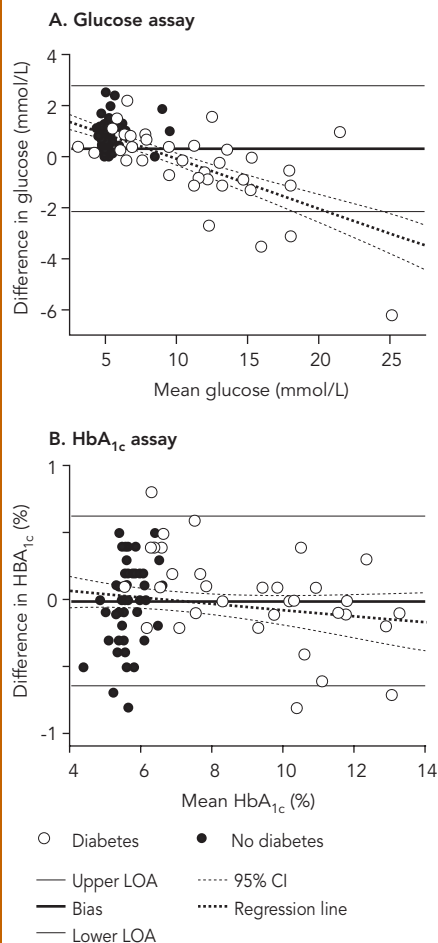 A. Glucose assay
Difference in glucose (mmol/L)
4
2
0
-2
-4
-6
5 10 15 20 25
Mean glucose (mmol/L)
B. HbA1c assay
Difference in HBA1c (%)
1
0
-1
4 6 8 10 12 14
Mean HbA1c (%)
Diabetes No diabetes
Upper LOA 95% CI
Bias Regression line
Lower LOA